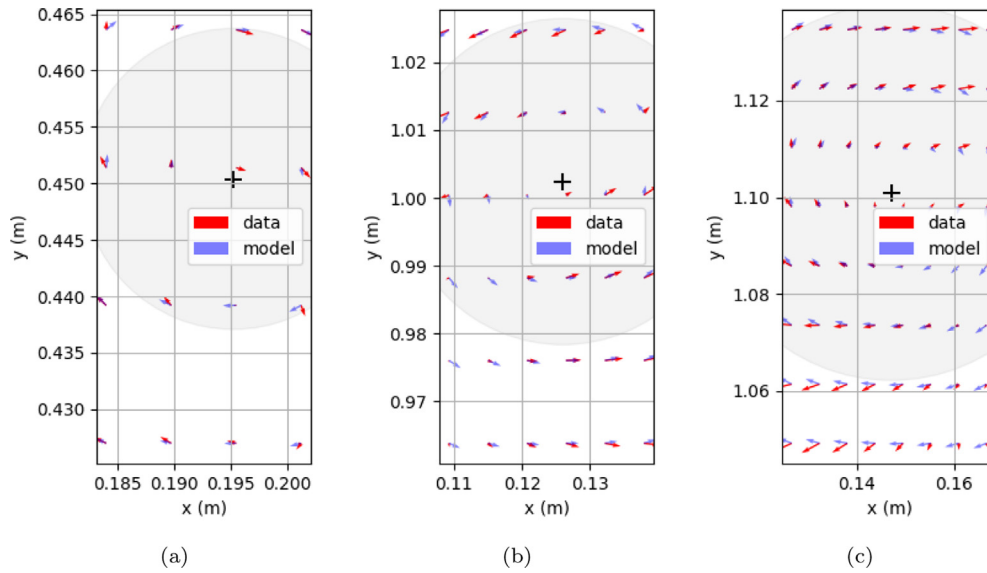 0.465
0.460
0.455
0.450
0.445
0.440
0.435
0.430
y (m)
data
model
0.185 0.190 0.195 0.200
x (m)
(a)
1.02
1.01
1.00
0.99
0.98
0.97
y (m)
data
model
0.11 0.12 0.13
x (m)
(b)
1.12
1.10
1.08
1.06
y (m)
data
model
0.14 0.16
x (m)
(c)